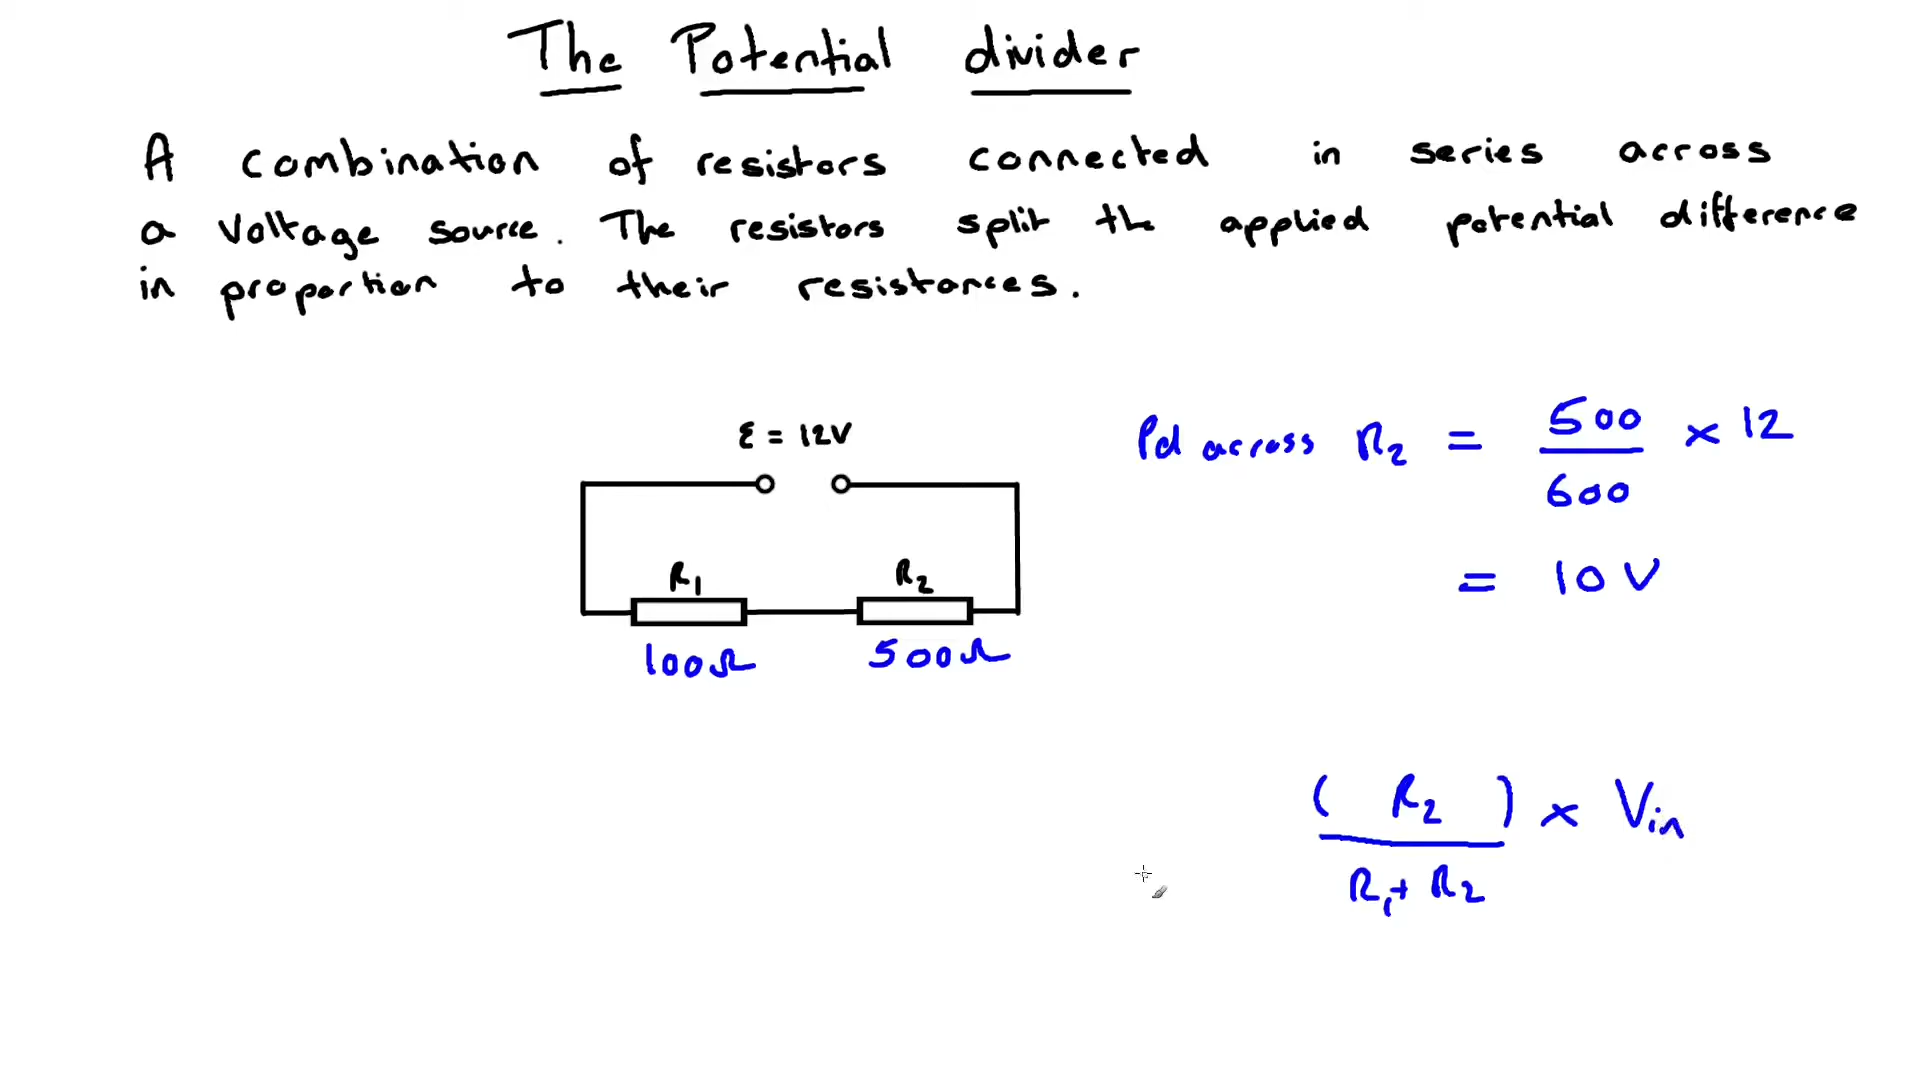 The Potential divider
A combination of resistors connected in series across
a voltage source. The resistors split the applied potential difference
in proportion to their resistances.
ε = 12V
R₁ R₂
100Ω 500Ω
Pd across R₂ = 500/600 × 12
= 10V
(R₂)/R₁+R₂ × Vin